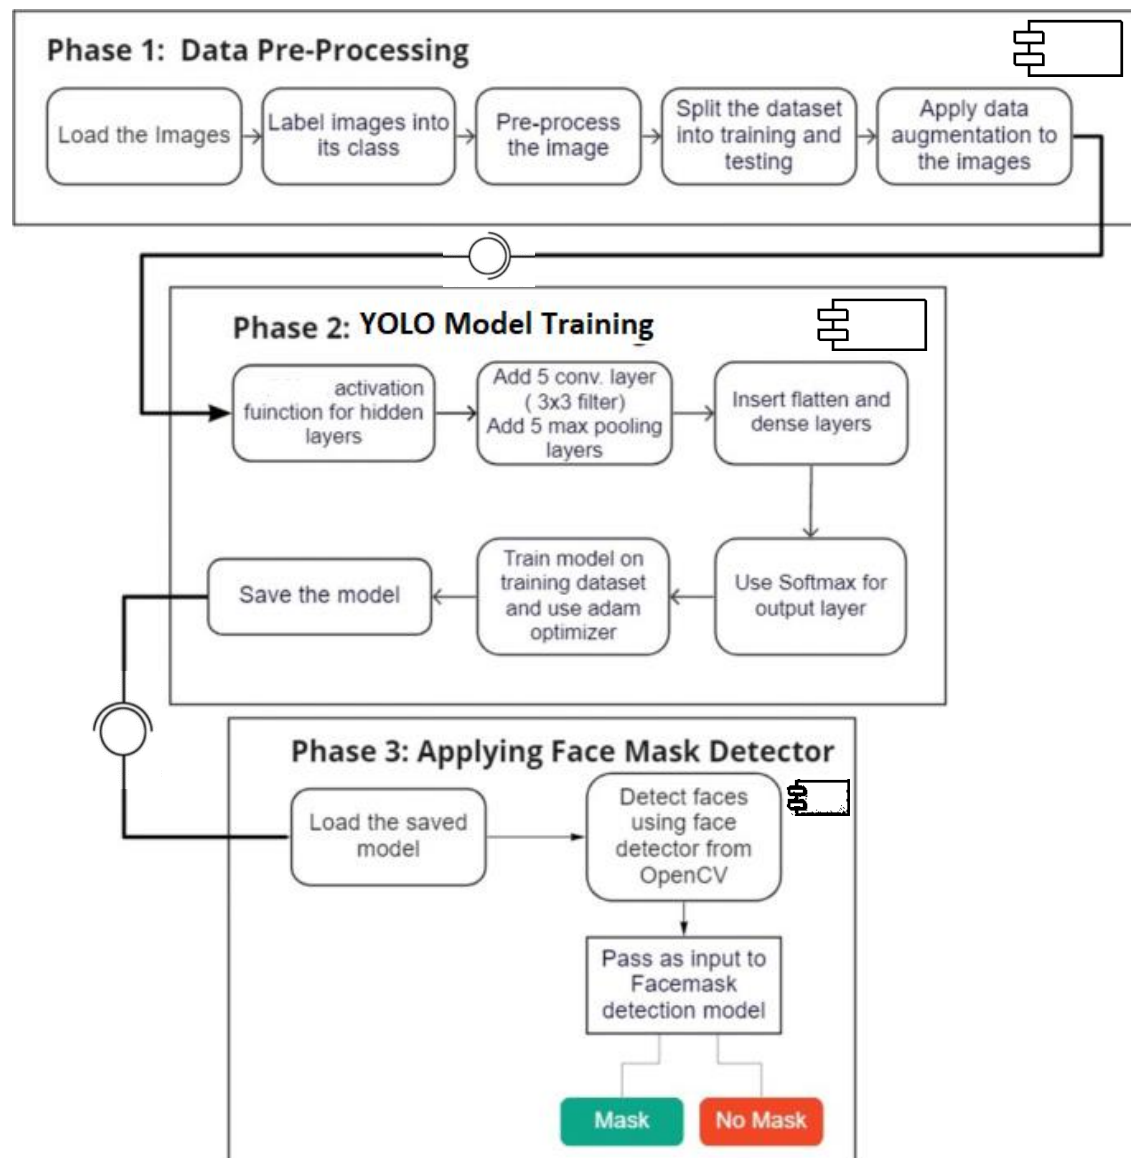 Phase 1: Data Pre-Processing
Load the Images
Label images into
its class
Pre-process
the image
Split the dataset
into training and
testing
Apply data
augmentation to
the images
Phase 2: YOLO Model Training
activation
fuinction for hidden
layers
Add 5 conv. layer
( 3x3 filter)
Add 5 max pooling
layers
Insert flatten and
dense layers
Use Softmax for
output layer
Train model on
training dataset
and use adam
optimizer
Save the model
Phase 3: Applying Face Mask Detector
Load the saved
model
Detect faces
using face
detector from
OpenCV
Pass as input to
Facemask
detection model
Mask
No Mask